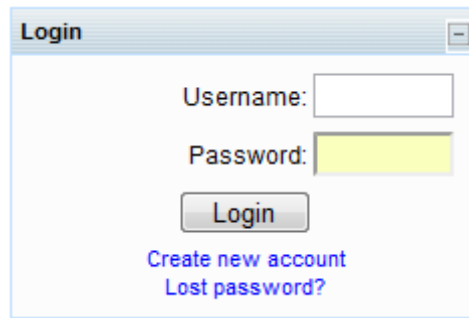 Login
Username:
Password:
Login
Create new account
Lost password?